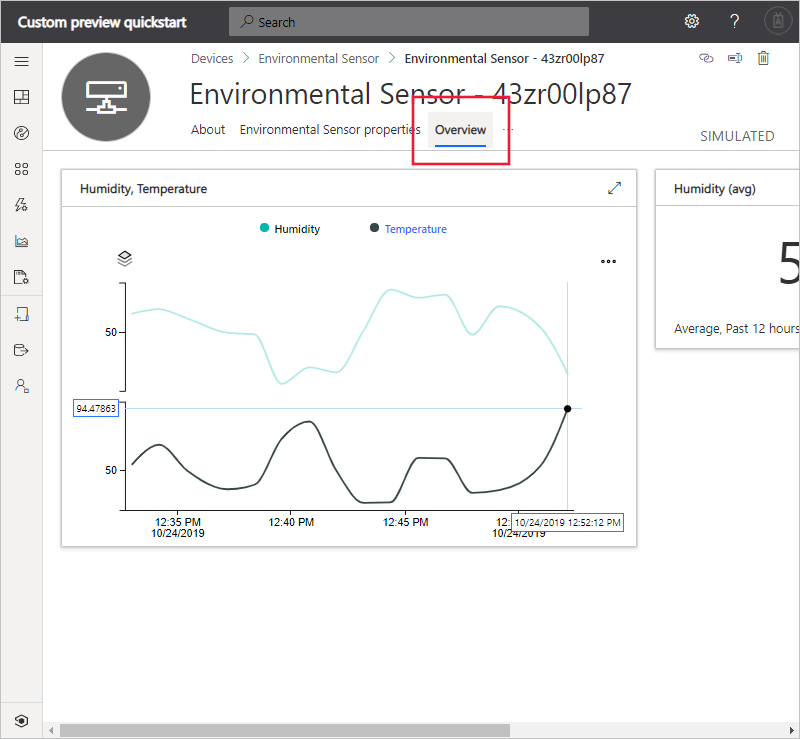 Custom preview quickstart
Search
?
Devices > Environmental Sensor > Environmental Sensor - 43zr00lp87
Environmental Sensor - 43zr00lp87
About Environmental Sensor properties Overview ...
SIMULATED
Humidity, Temperature
Humidity Temperature
50
94.47863
50
12:35 PM 12:40 PM 12:45 PM 12:
10/24/2019 12:52:12 PM
10/24/2019 10/24/2019
Humidity (avg)
5
Average, Past 12 hours